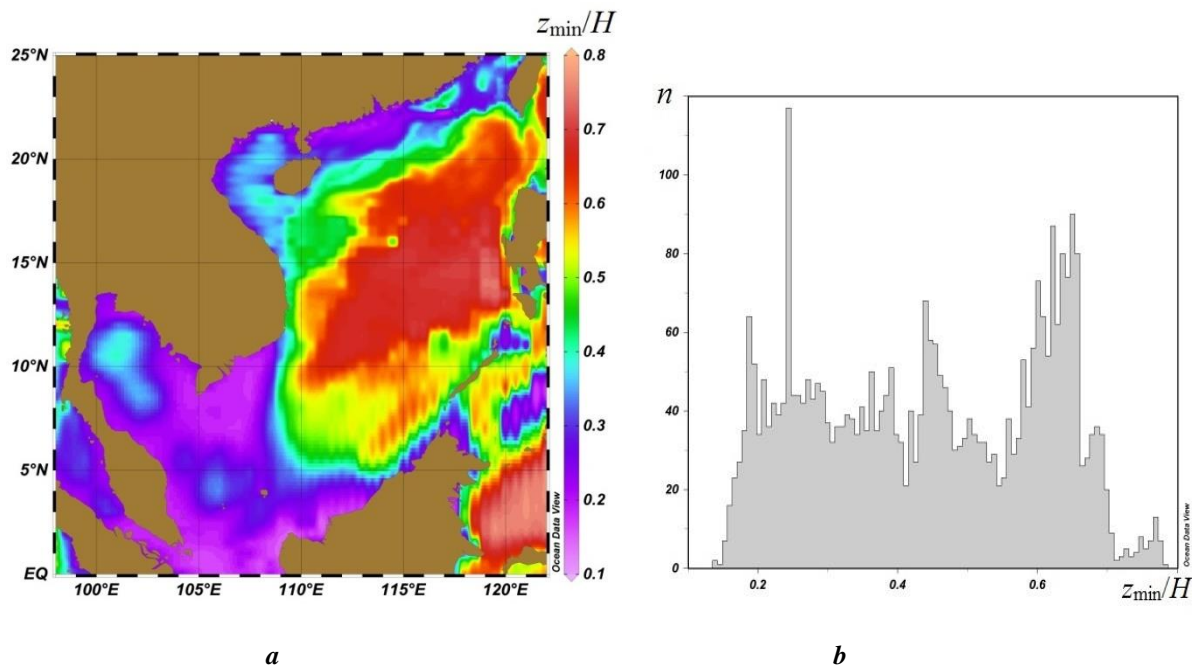 z_min/H
25°N
20°N
15°N
10°N
5°N
EQ
100°E 105°E 110°E 115°E 120°E
0.8
0.7
0.6
0.5
0.4
0.3
0.2
0.1
Ocean Data View
a
n
100
80
60
40
20
0
0.2 0.4 0.6
z_min/H
Ocean Data View
b